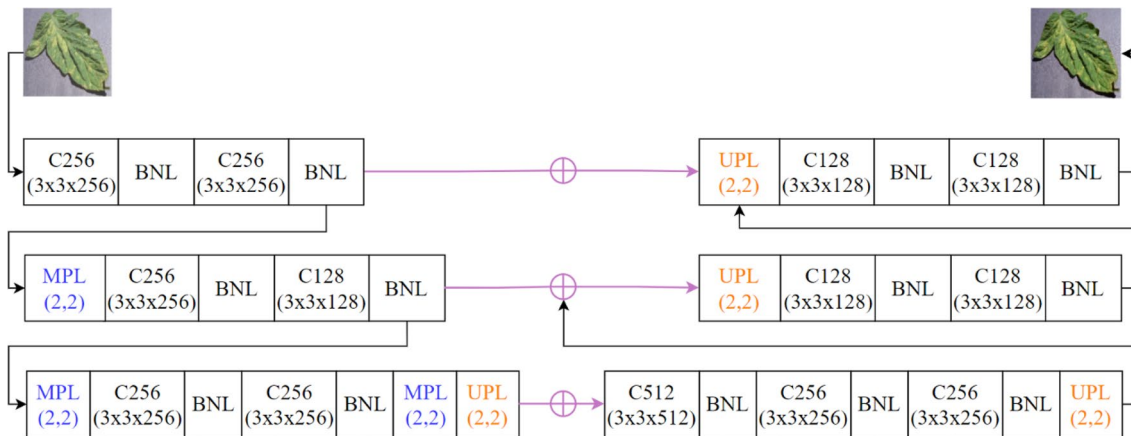 C256 (3x3x256) BNL C256 (3x3x256) BNL
UPL (2,2) C128 (3x3x128) BNL C128 (3x3x128) BNL
MPL (2,2) C256 (3x3x256) BNL C128 (3x3x128) BNL
UPL (2,2) C128 (3x3x128) BNL C128 (3x3x128) BNL
MPL (2,2) C256 (3x3x256) BNL C256 (3x3x256) BNL MPL (2,2) UPL (2,2)
C512 (3x3x512) BNL C256 (3x3x256) BNL C256 (3x3x256) BNL UPL (2,2)